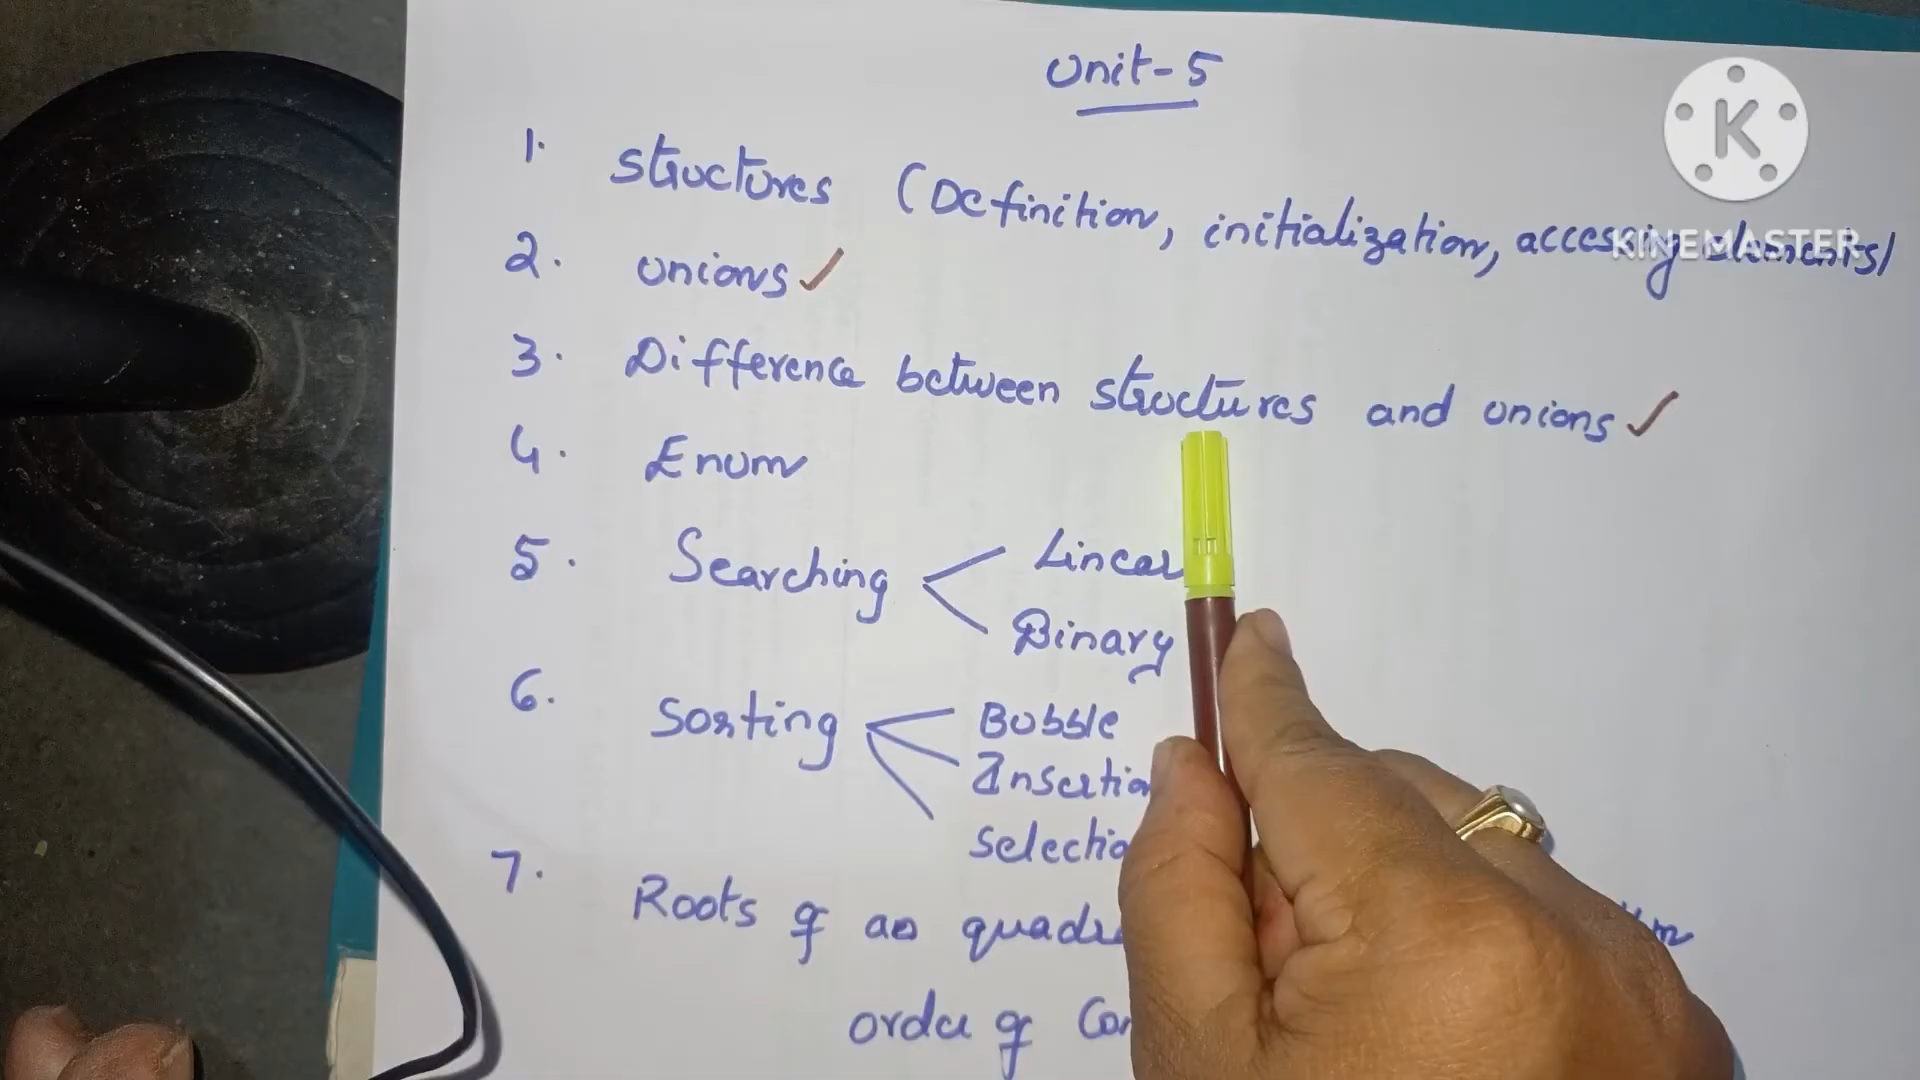 Unit-5
1. Structures (Definition, initialization, accessing elements)
2. unions ✓
3. Difference between structures and unions ✓
4. Enum
5. Searching
Linear
Binary
6. Sorting
Bubble
Insertion
Selection
7. Roots of an
order of
K
KINEMASTER